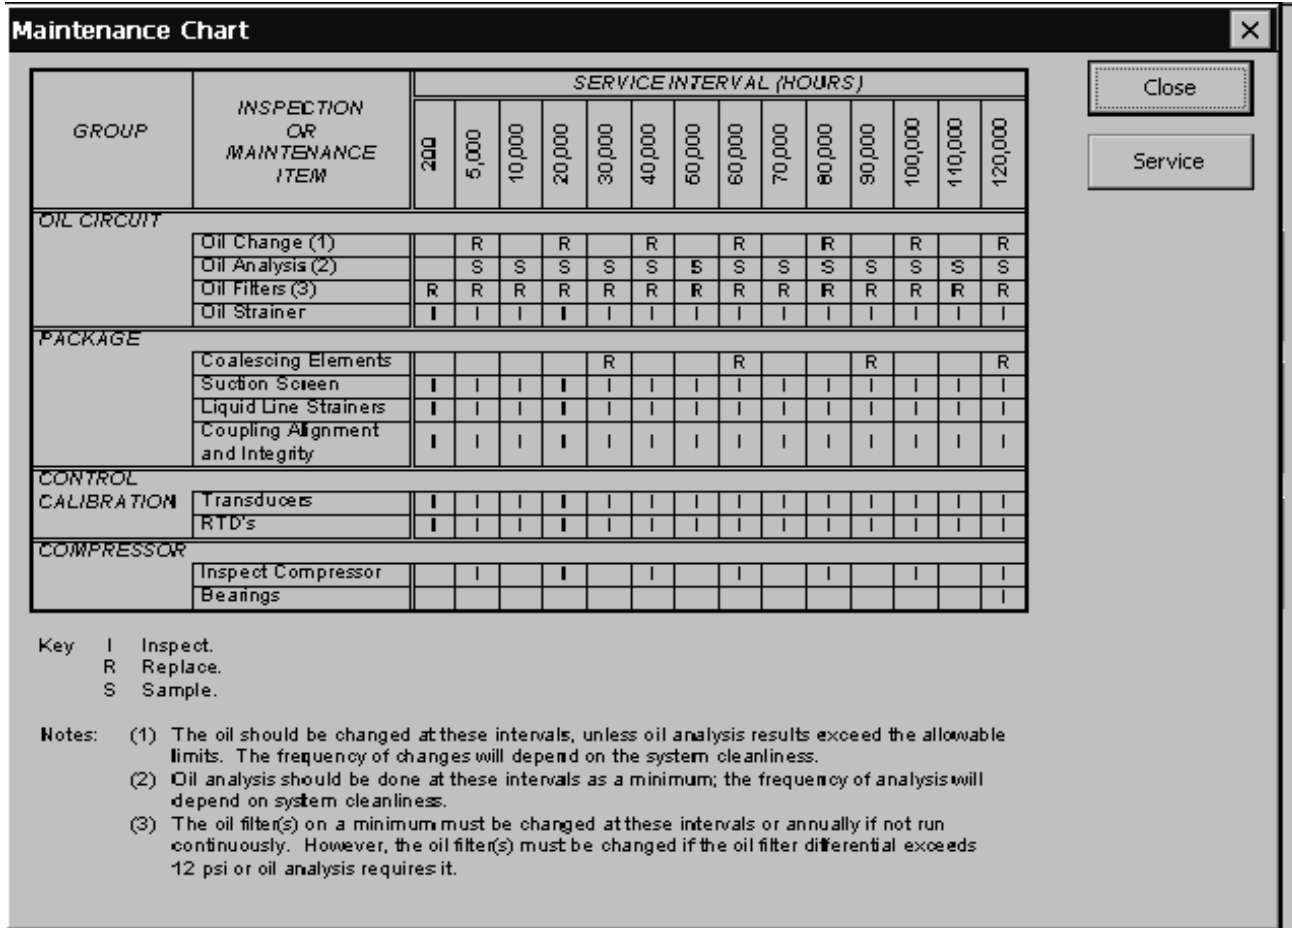 Maintenance Chart
Close
Service
GROUP
INSPECTION
OR
MAINTENANCE
ITEM
SERVICE INTERVAL (HOURS)
200 5,000 10,000 20,000 30,000 40,000 50,000 60,000 70,000 80,000 90,000 100,000 110,000 120,000
OIL CIRCUIT
Oil Change (1) R R R R R R R
Oil Analysis (2) S S S S S S S S S S S S S
Oil Filters (3) R R R R R R R R R R R R R R
Oil Strainer I I I I I I I I I I I I I I
PACKAGE
Coalescing Elements R R R R
Suction Screen I I I I I I I I I I I I I I
Liquid Line Strainers I I I I I I I I I I I I I I
Coupling Alignment
and Integrity I I I I I I I I I I I I I I
CONTROL
CALIBRATION Transducers I I I I I I I I I I I I I I
RTD's I I I I I I I I I I I I I I
COMPRESSOR
Inspect Compressor I I I I I I I
Bearings I
Key I Inspect.
R Replace.
S Sample.
Notes: (1) The oil should be changed at these intervals, unless oil analysis results exceed the allowable
limits. The frequency of changes will depend on the system cleanliness.
(2) Oil analysis should be done at these intervals as a minimum; the frequency of analysis will
depend on system cleanliness.
(3) The oil filter(s) on a minimum must be changed at these intervals or annually if not run
continuously. However, the oil filter(s) must be changed if the oil filter differential exceeds
12 psi or oil analysis requires it.